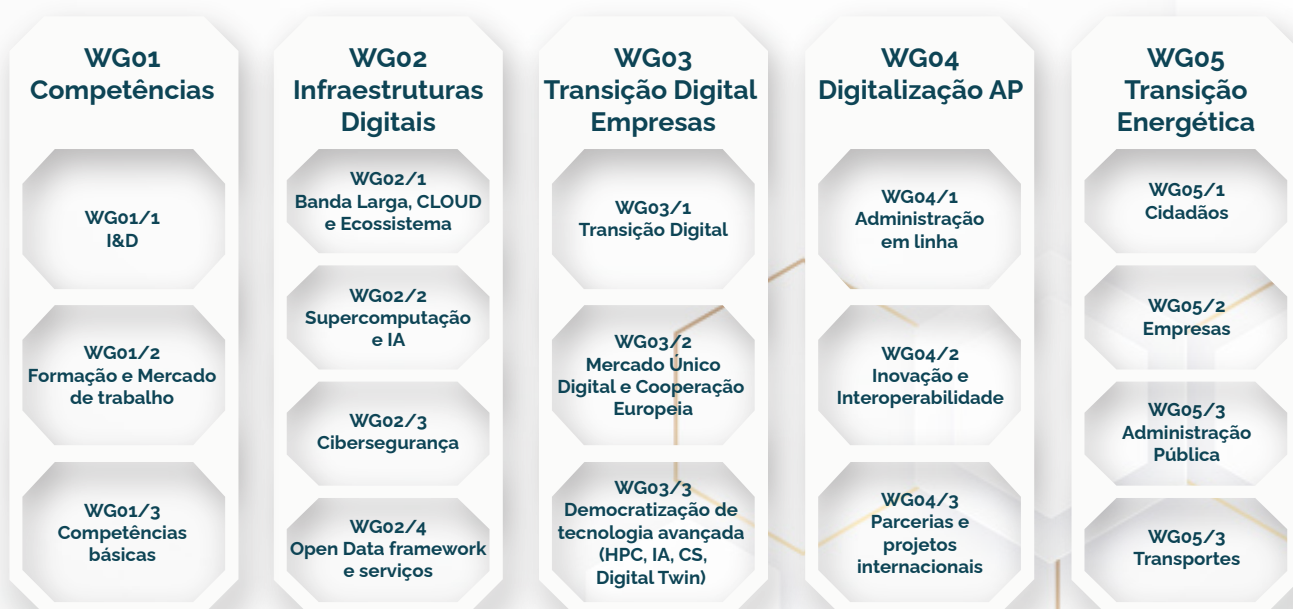 WG01
Competências
WG01/1
I&D
WG01/2
Formação e Mercado
de trabalho
WG01/3
Competências
básicas
WG02
Infraestruturas
Digitais
WG02/1
Banda Larga, CLOUD
e Ecossistema
WG02/2
Supercomputação
e IA
WG02/3
Cibersegurança
WG02/4
Open Data framework
e serviços
WG03
Transição Digital
Empresas
WG03/1
Transição Digital
WG03/2
Mercado Único
Digital e Cooperação
Europeia
WG03/3
Democratização de
tecnologia avançada
(HPC, IA, CS,
Digital Twin)
WG04
Digitalização AP
WG04/1
Administração
em linha
WG04/2
Inovação e
Interoperabilidade
WG04/3
Parcerias e
projetos
internacionais
WG05
Transição
Energética
WG05/1
Cidadãos
WG05/2
Empresas
WG05/3
Administração
Pública
WG05/3
Transportes